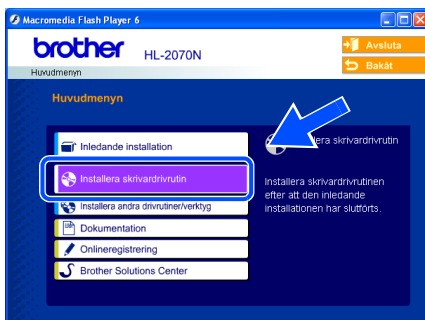 Macromedia Flash Player 6
brother
HL-2070N
Avsluta
Bakåt
Huvudmenyn
Huvudmenyn
Inledande installation
Installera skrivardrivrutin
Installera andra drivrutiner/verktyg
Dokumentation
Onlineregistrering
Brother Solutions Center
skrivardrivrutin
Installera skrivardrivrutinen
efter att den inledande
installationen har slutförts.